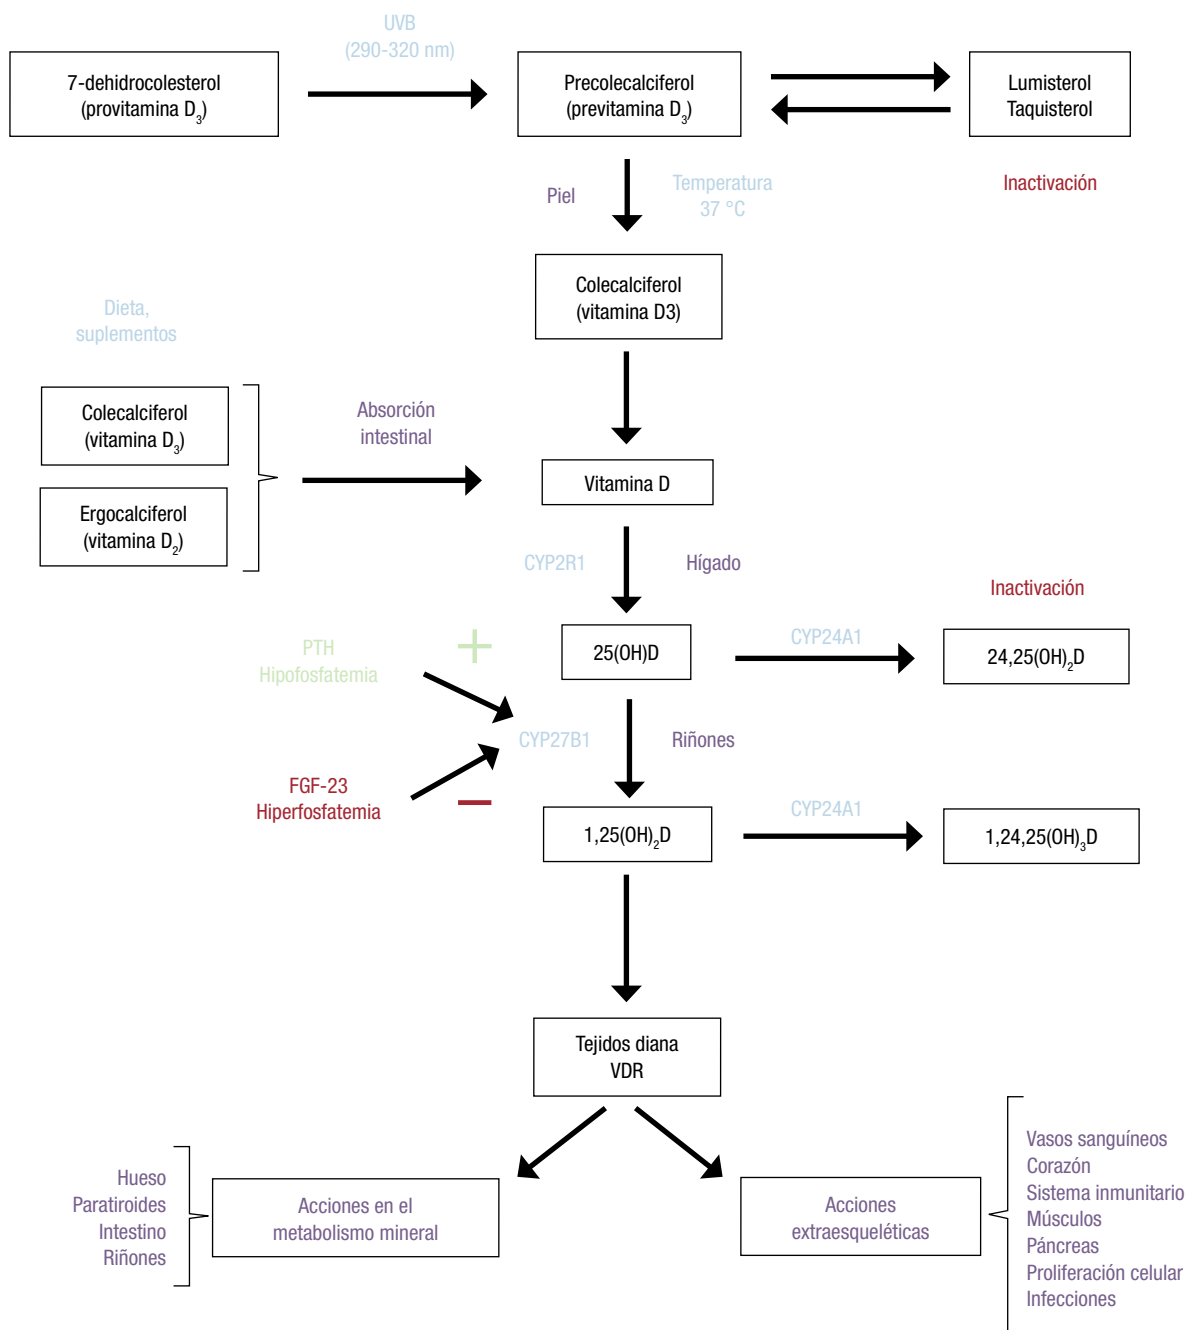 UVB
(290-320 nm)
7-dehidrocolesterol
(provitamina D₃)
Precolecalciferol
(previtamina D₃)
Lumisterol
Taquisterol
Piel
Temperatura
37 °C
Inactivación
Colecalciferol
(vitamina D3)
Dieta,
suplementos
Colecalciferol
(vitamina D₃)
Ergocalciferol
(vitamina D₂)
Absorción
intestinal
Vitamina D
CYP2R1
Hígado
Inactivación
PTH
Hipofosfatemia
+
25(OH)D
CYP24A1
24,25(OH)₂D
CYP27B1
Riñones
FGF-23
Hiperfosfatemia
−
1,25(OH)₂D
CYP24A1
1,24,25(OH)₃D
Tejidos diana
VDR
Hueso
Paratiroides
Intestino
Riñones
Acciones en el
metabolismo mineral
Acciones
extraesqueléticas
Vasos sanguíneos
Corazón
Sistema inmunitario
Músculos
Páncreas
Proliferación celular
Infecciones